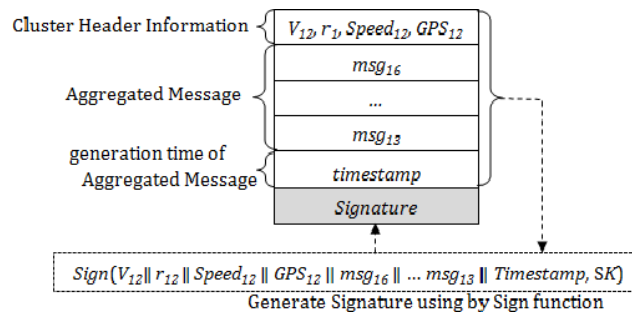 Cluster Header Information
V12, r1, Speed12, GPS12
msg16
Aggregated Message
...
msg13
generation time of
Aggregated Message
timestamp
Signature
Sign(V12 || r12 || Speed12 || GPS12 || msg16 || ... msg13 || Timestamp, SK)
Generate Signature using by Sign function